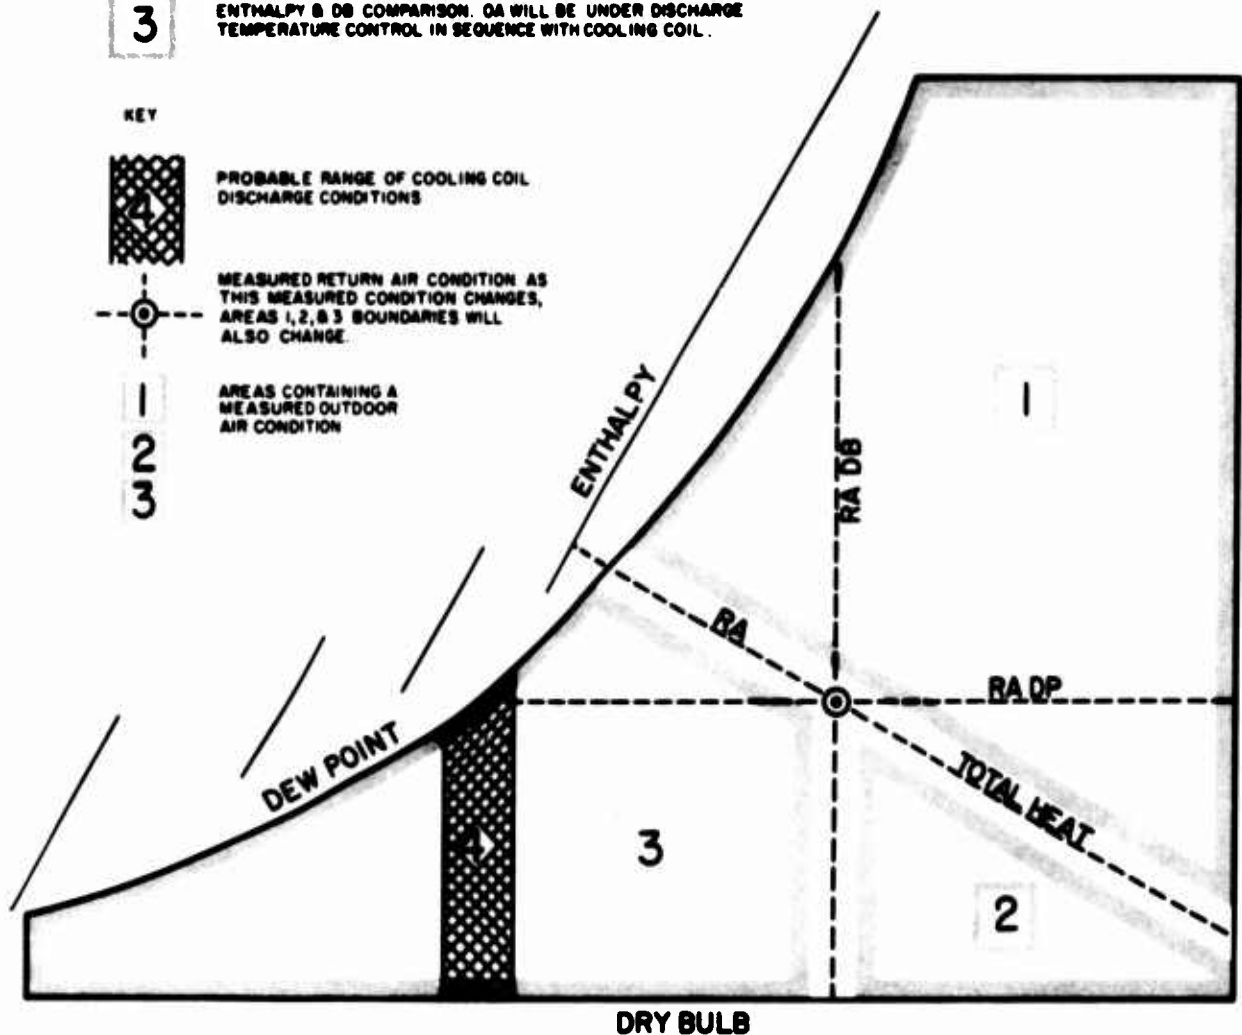 3
ENTHALPY & DB COMPARISON. OA WILL BE UNDER DISCHARGE
TEMPERATURE CONTROL IN SEQUENCE WITH COOLING COIL.
KEY
4
PROBABLE RANGE OF COOLING COIL
DISCHARGE CONDITIONS
MEASURED RETURN AIR CONDITION AS
THIS MEASURED CONDITION CHANGES,
AREAS 1,2,& 3 BOUNDARIES WILL
ALSO CHANGE.
1
2
3
AREAS CONTAINING A
MEASURED OUTDOOR
AIR CONDITION
ENTHALPY
RA DB
1
RA
RA DP
DEW POINT
TOTAL HEAT
4
3
2
DRY BULB